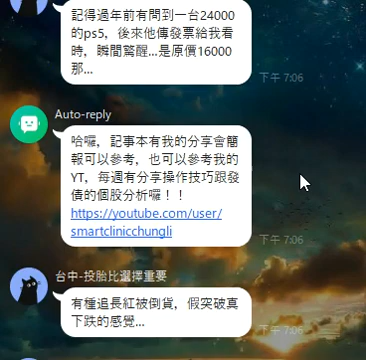 記得過年前有問到一台24000
的ps5，後來他傳發票給我看
時，瞬間驚醒...是原價16000
那...
下午 7:06
Auto-reply
哈囉，記事本有我的分享會簡
報可以參考，也可以參考我的
YT，每週有分享操作技巧跟發
債的個股分析囉！！
https://youtube.com/user/
smartclinicchungli
下午 7:06
台中-投胎比選擇重要
有種追長紅被倒貨，假突破真
下跌的感覺...
下午 7:06